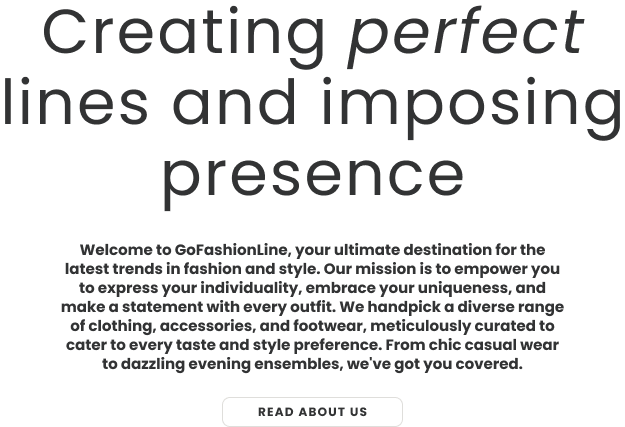 Creating perfect
lines and imposing
presence
Welcome to GoFashionLine, your ultimate destination for the
latest trends in fashion and style. Our mission is to empower you
to express your individuality, embrace your uniqueness, and
make a statement with every outfit. We handpick a diverse range
of clothing, accessories, and footwear, meticulously curated to
cater to every taste and style preference. From chic casual wear
to dazzling evening ensembles, we've got you covered.
READ ABOUT US